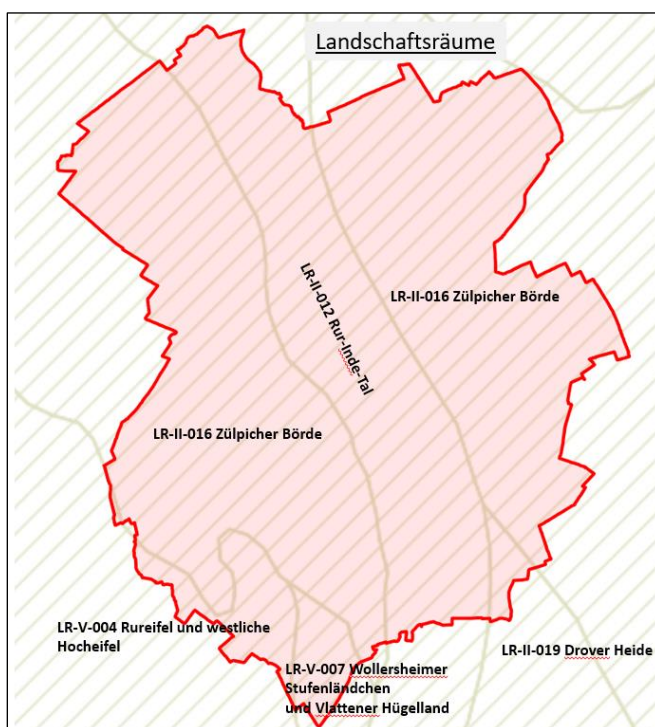 Landschaftsräume
LR-II-012 Rur-Inde-Tal
LR-II-016 Zülpicher Börde
LR-II-016 Zülpicher Börde
LR-V-004 Rureifel und westliche
Hocheifel
LR-V-007 Wollersheimer
Stufenländchen
und Vlattener Hügelland
LR-II-019 Drover Heide